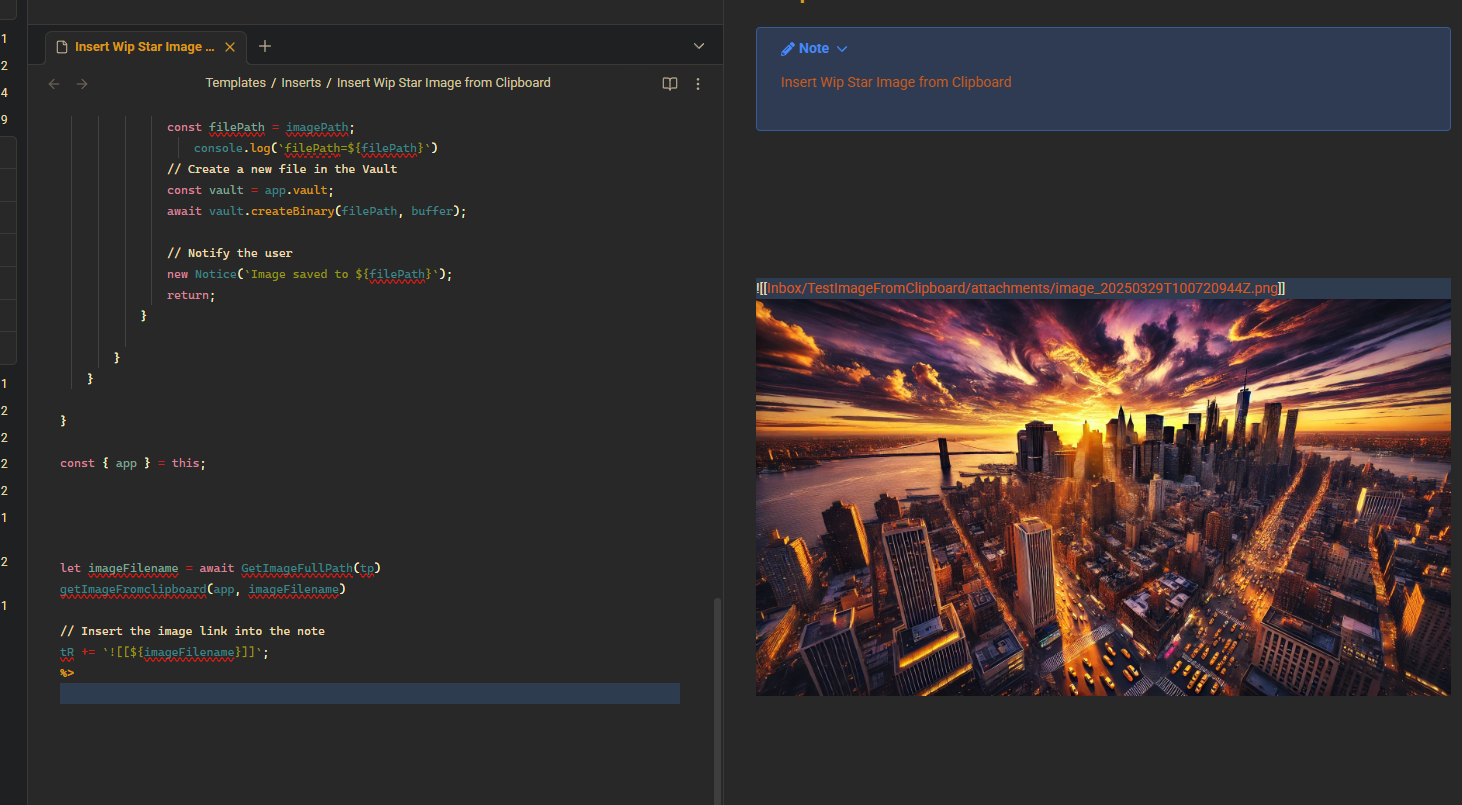 1
2
4
9
1
2
2
2
2
1
2
1
Insert Wip Star Image ...
Templates / Inserts / Insert Wip Star Image from Clipboard
const filePath = imagePath;
console.log(`filePath=${filePath}`)
// Create a new file in the Vault
const vault = app.vault;
await vault.createBinary(filePath, buffer);
// Notify the user
new Notice(`Image saved to ${filePath}`);
return;
}
}
}
}
const { app } = this;
let imageFilename = await GetImageFullPath(tp)
getImageFromclipboard(app, imageFilename)
// Insert the image link into the note
tR += `![[${imageFilename}]]`;
%>
Note
Insert Wip Star Image from Clipboard
![[Inbox/TestImageFromClipboard/attachments/image_20250329T100720944Z.png]]